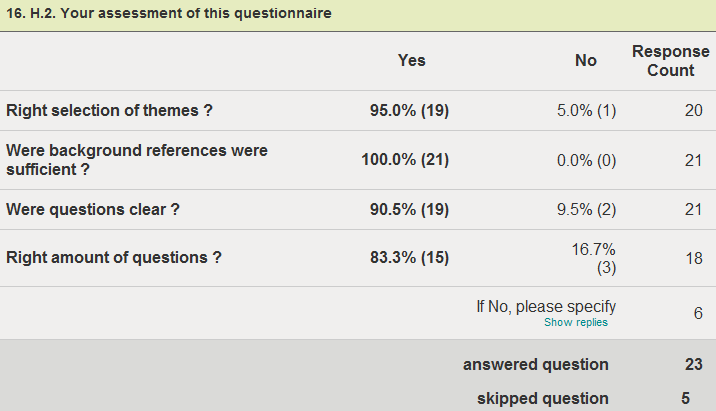 16. H.2. Your assessment of this questionnaire
Yes No Response Count
Right selection of themes ? 95.0% (19) 5.0% (1) 20
Were background references were sufficient ? 100.0% (21) 0.0% (0) 21
Were questions clear ? 90.5% (19) 9.5% (2) 21
Right amount of questions ? 83.3% (15) 16.7% (3) 18
If No, please specify 6
Show replies
answered question 23
skipped question 5